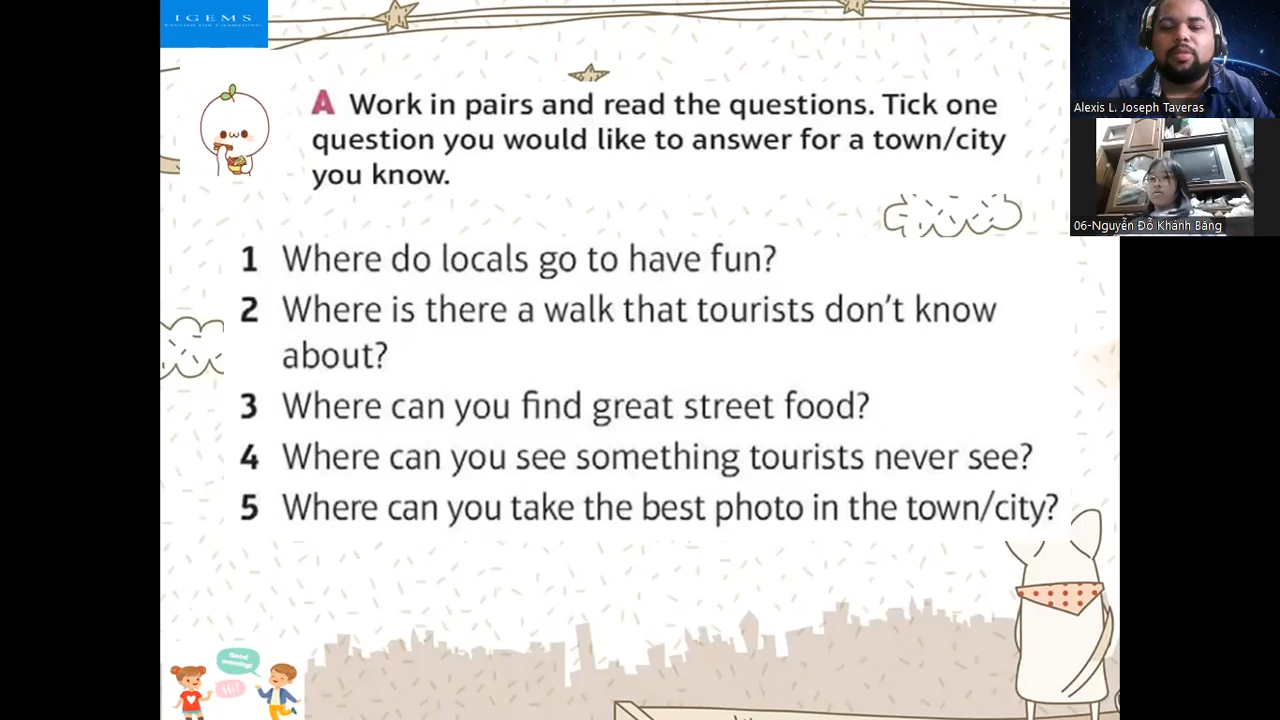 IGEMS
ENGLISH FOR CHAMPIONS!
A Work in pairs and read the questions. Tick one
question you would like to answer for a town/city
you know.
1 Where do locals go to have fun?
2 Where is there a walk that tourists don't know
about?
3 Where can you find great street food?
4 Where can you see something tourists never see?
5 Where can you take the best photo in the town/city?
Good
morning!
Hi!
Alexis L. Joseph Taveras
06-Nguyễn Đỗ Khánh Băng